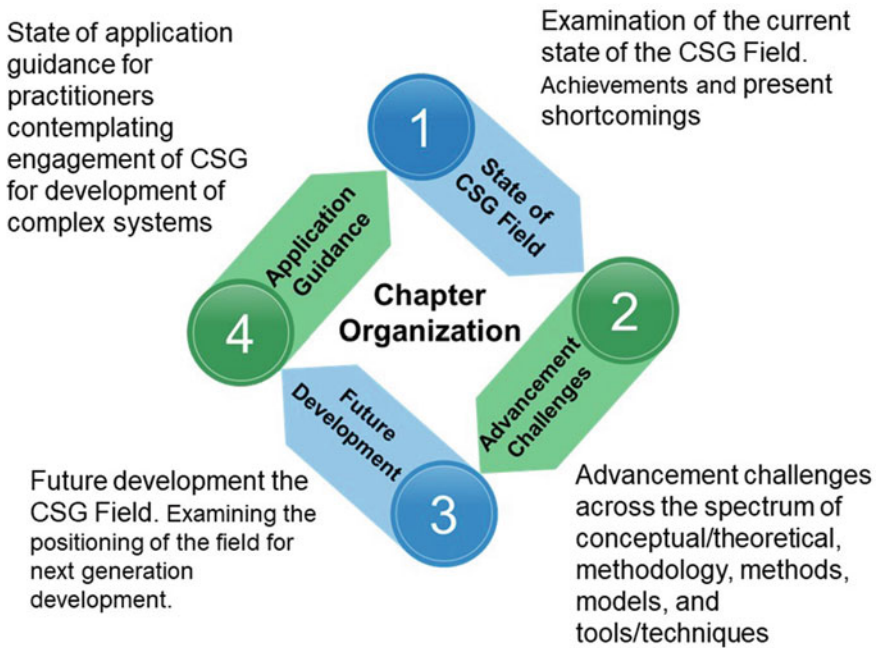 State of application
guidance for
practitioners
contemplating
engagement of CSG
for development of
complex systems
Examination of the current
state of the CSG Field.
Achievements and present
shortcomings
1
State of
CSG Field
2
Advancement
Challenges
3
Future
Development
4
Application
Guidance
Chapter
Organization
Future development the
CSG Field. Examining the
positioning of the field for
next generation
development.
Advancement challenges
across the spectrum of
conceptual/theoretical,
methodology, methods,
models, and
tools/techniques